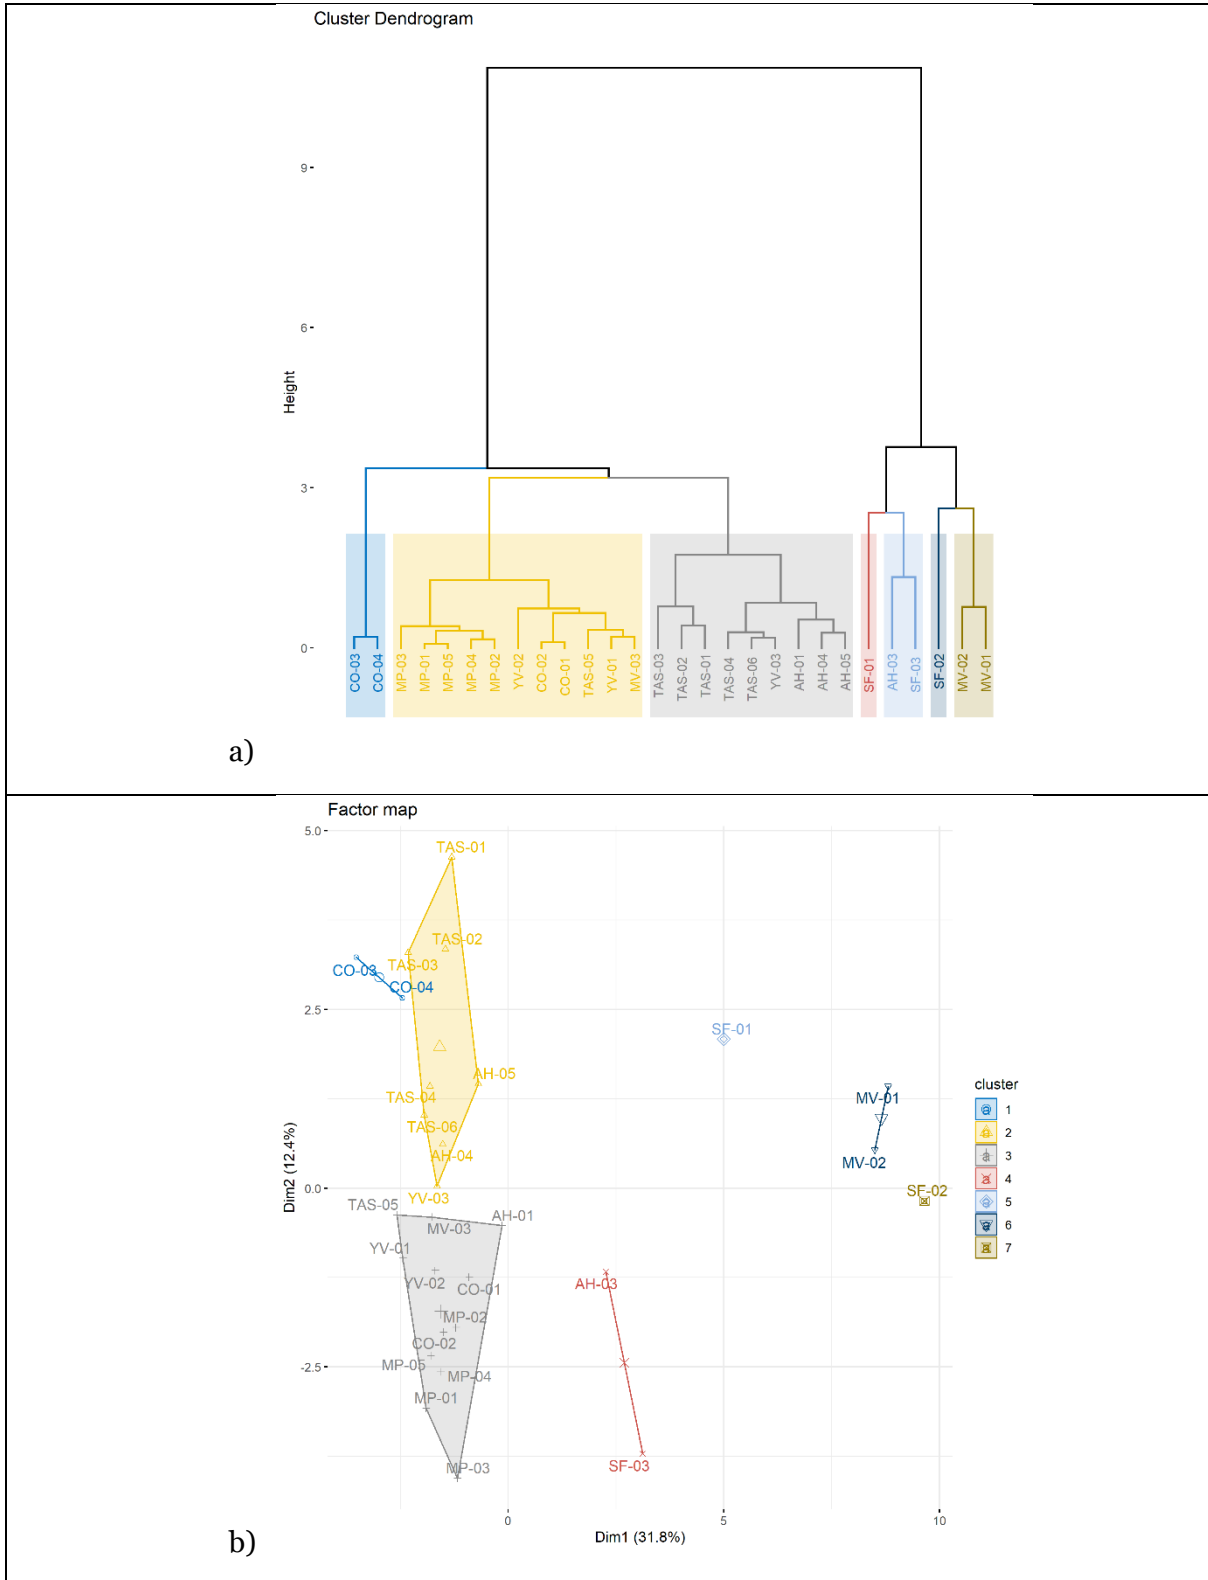 Cluster Dendrogram
9
6
3
0
Height
CO-03
CO-04
MP-03
MP-01
MP-05
MP-04
MP-02
YV-02
CO-02
CO-01
TAS-05
YV-01
MV-03
TAS-03
TAS-02
TAS-01
TAS-04
TAS-06
YV-03
AH-01
AH-04
AH-05
SF-01
AH-03
SF-03
SF-02
MV-02
MV-01
a)
Factor map
5.0
TAS-01
TAS-02
TAS-03
CO-03
CO-04
2.5
SF-01
AH-05
TAS-04
MV-01
TAS-06
AH-04
MV-02
0.0
YV-03
SF-02
TAS-05
AH-01
MV-03
YV-01
YV-02
CO-01
AH-03
MP-02
CO-02
-2.5
MP-05
MP-04
MP-01
MP-03
SF-03
Dim2 (12.4%)
0
5
10
Dim1 (31.8%)
cluster
1
2
3
4
5
6
7
b)